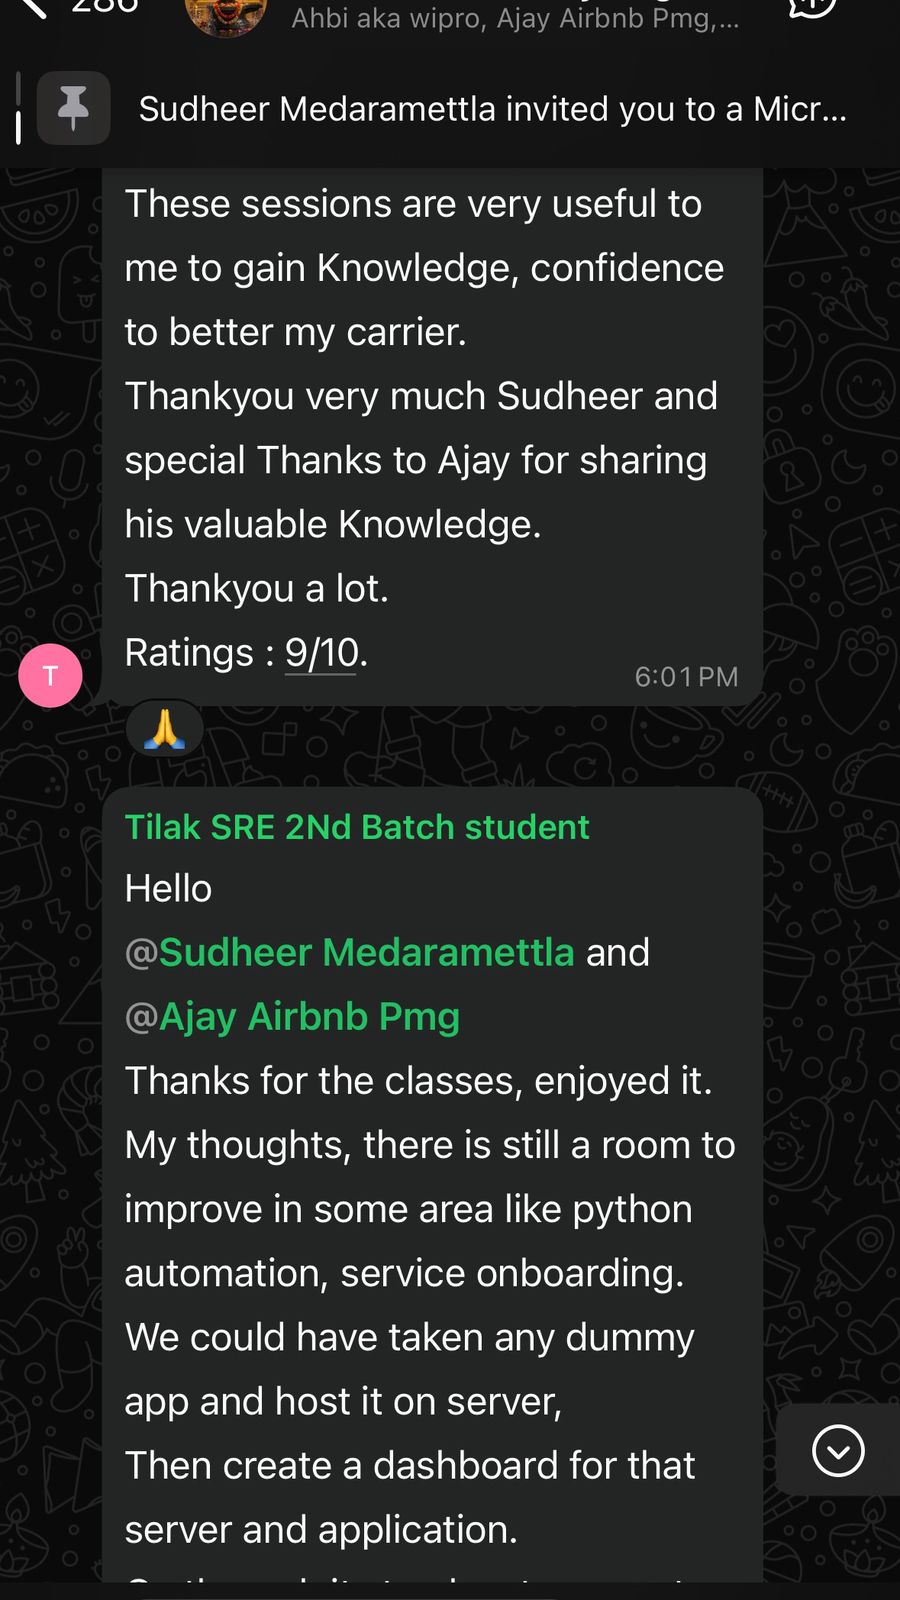 286
Ahbi aka wipro, Ajay Airbnb Pmg,...
Sudheer Medaramettla invited you to a Micr...
These sessions are very useful to
me to gain Knowledge, confidence
to better my carrier.
Thankyou very much Sudheer and
special Thanks to Ajay for sharing
his valuable Knowledge.
Thankyou a lot.
Ratings : 9/10.
6:01 PM
T
Tilak SRE 2Nd Batch student
Hello
@Sudheer Medaramettla and
@Ajay Airbnb Pmg
Thanks for the classes, enjoyed it.
My thoughts, there is still a room to
improve in some area like python
automation, service onboarding.
We could have taken any dummy
app and host it on server,
Then create a dashboard for that
server and application.